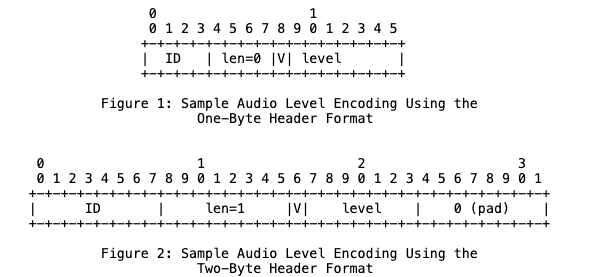 0                   1
0 1 2 3 4 5 6 7 8 9 0 1 2 3 4 5
+-+-+-+-+-+-+-+-+-+-+-+-+-+-+-+-+
|  ID   | len=0 |V| level       |
+-+-+-+-+-+-+-+-+-+-+-+-+-+-+-+-+
Figure 1: Sample Audio Level Encoding Using the
One-Byte Header Format
0                   1                   2                   3
0 1 2 3 4 5 6 7 8 9 0 1 2 3 4 5 6 7 8 9 0 1 2 3 4 5 6 7 8 9 0 1
+-+-+-+-+-+-+-+-+-+-+-+-+-+-+-+-+-+-+-+-+-+-+-+-+-+-+-+-+-+-+-+-+
|      ID       |     len=1     |V|    level    |    0 (pad)    |
+-+-+-+-+-+-+-+-+-+-+-+-+-+-+-+-+-+-+-+-+-+-+-+-+-+-+-+-+-+-+-+-+
Figure 2: Sample Audio Level Encoding Using the
Two-Byte Header Format